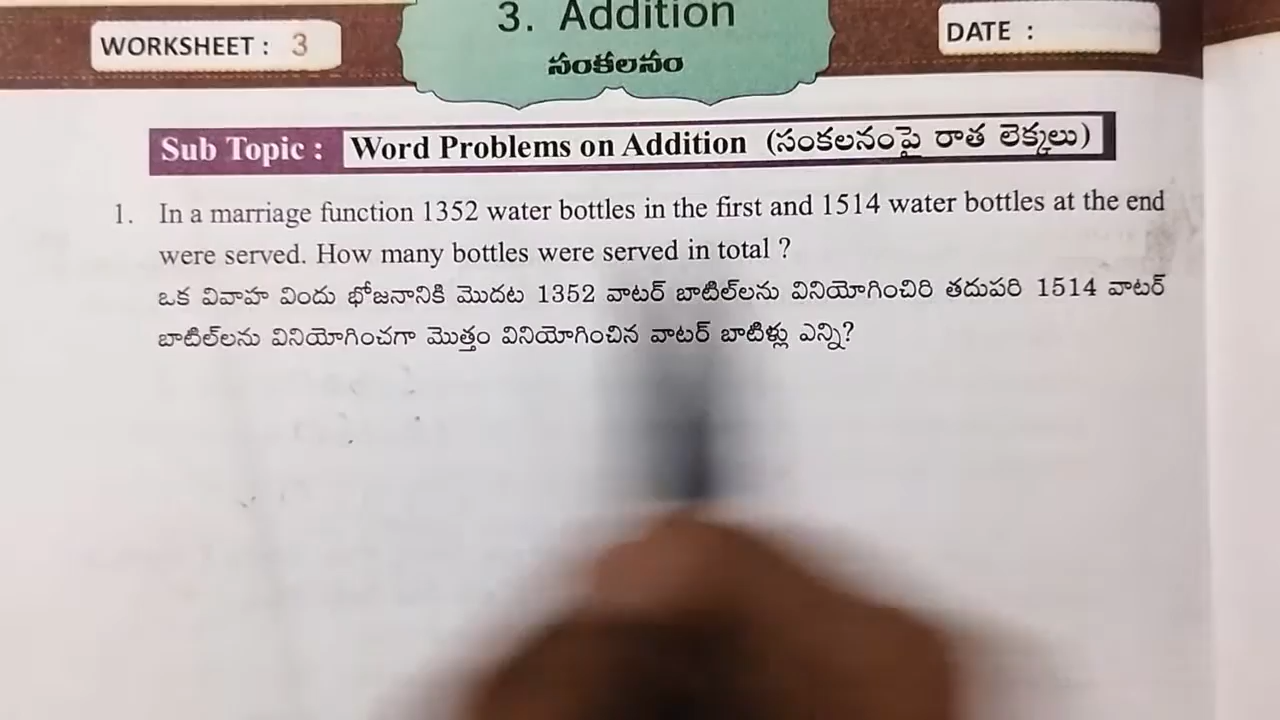 3. Addition
WORKSHEET : 3
DATE :
సంకలనం
Sub Topic : Word Problems on Addition (సంకలనంపై రాత లెక్కలు)
1. In a marriage function 1352 water bottles in the first and 1514 water bottles at the end
were served. How many bottles were served in total ?
ఒక వివాహ విందు భోజనానికి మొదట 1352 వాటర్ బాటిల్‌లను వినియోగించిరి తదుపరి 1514 వాటర్
బాటిల్‌లను వినియోగించగా మొత్తం వినియోగించిన వాటర్ బాటిళ్లు ఎన్ని?